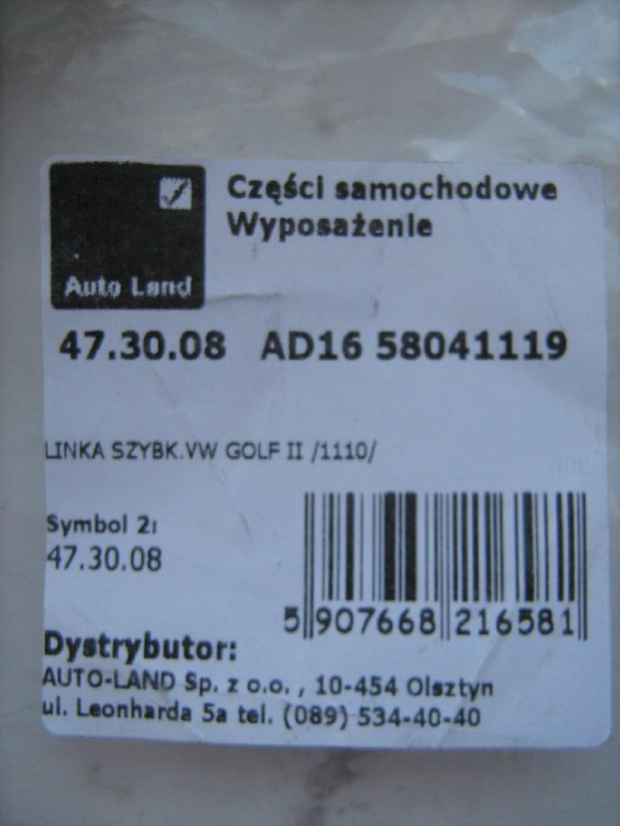 Auto Land
Części samochodowe
Wyposażenie
47.30.08 AD16 58041119
LINKA SZYBK.VW GOLF II /1110/
Symbol 2:
47.30.08
5 907668 216581
Dystrybutor:
AUTO-LAND Sp. z o.o. , 10-454 Olsztyn
ul. Leonharda 5a tel. (089) 534-40-40